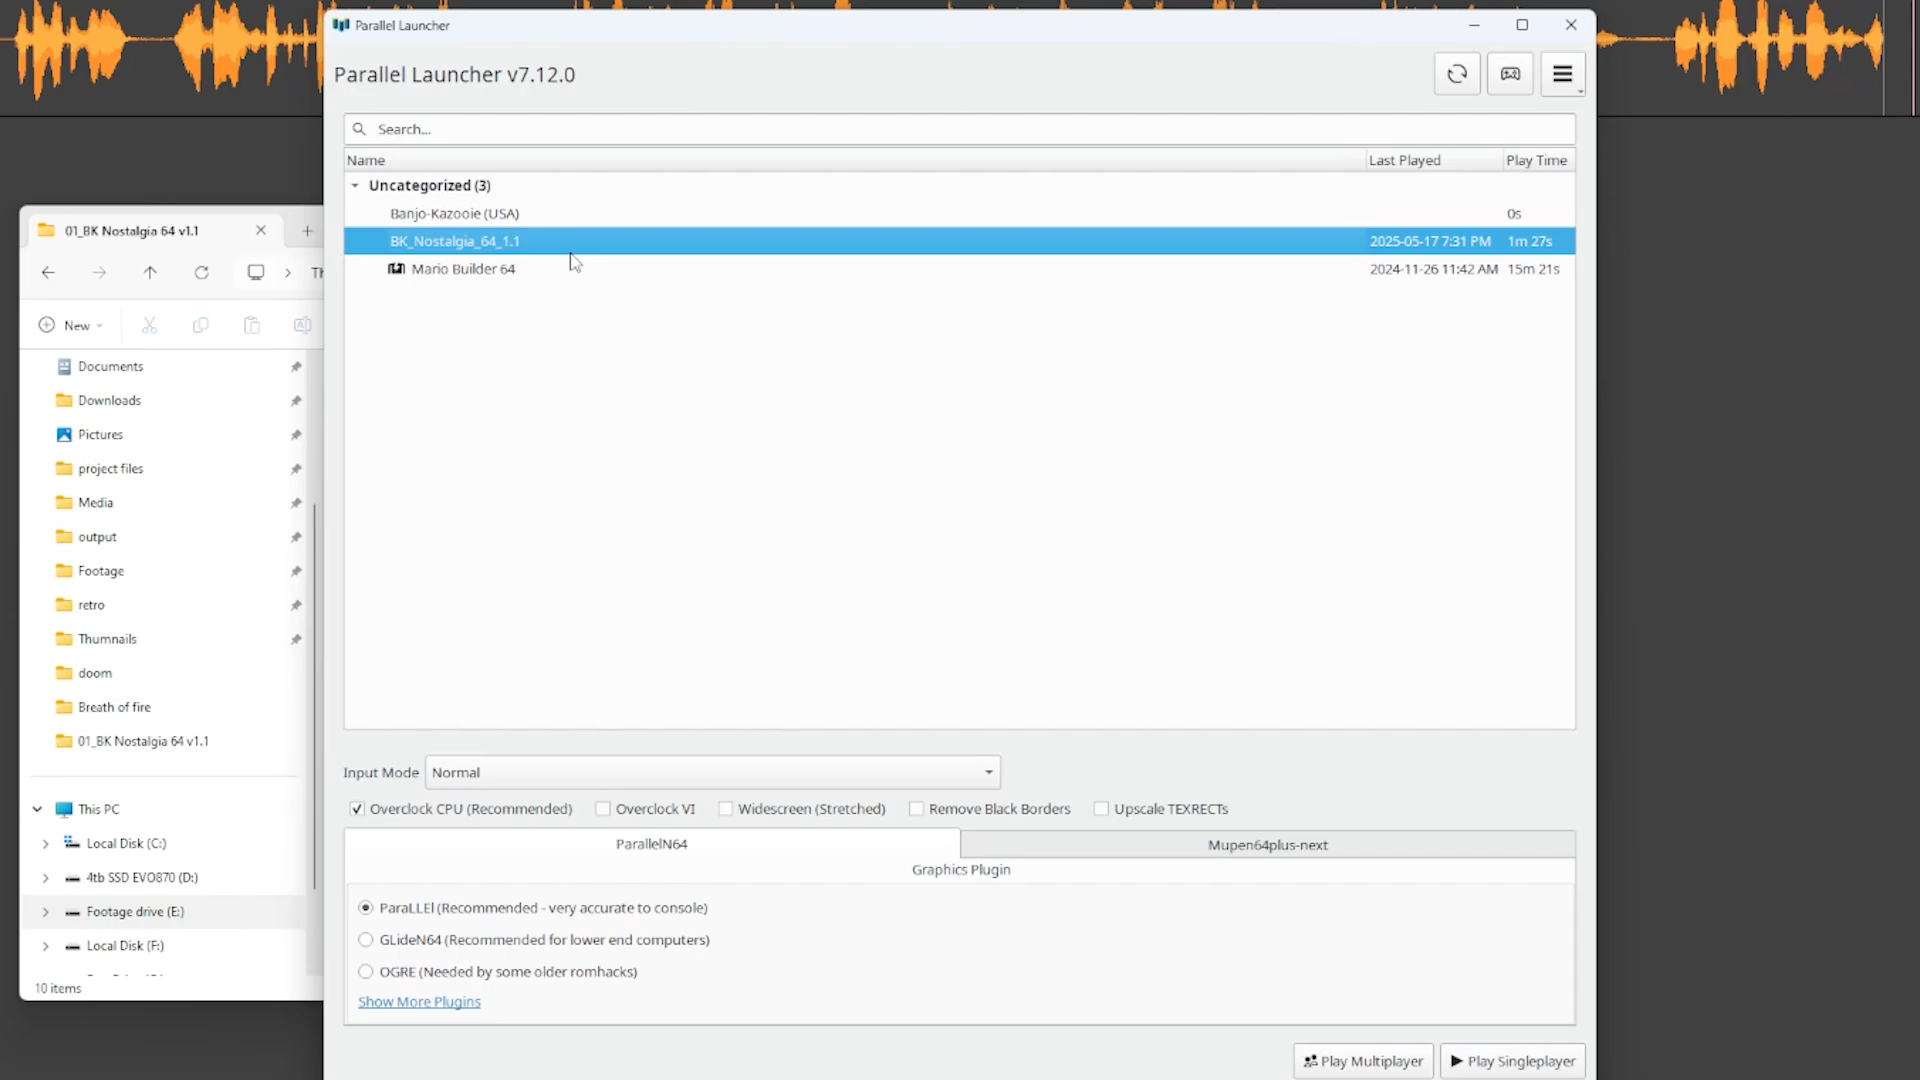 Parallel Launcher
Parallel Launcher v7.12.0
Search...
Name Last Played Play Time
Uncategorized (3)
Banjo-Kazooie (USA) 0s
BK_Nostalgia_64_1.1 2025-05-17 7:31 PM 1m 27s
Mario Builder 64 2024-11-26 11:42 AM 15m 21s
01_BK Nostalgia 64 v1.1
New
Documents
Downloads
Pictures
project files
Media
output
Footage
retro
Thumnails
doom
Breath of fire
01_BK Nostalgia 64 v1.1
This PC
Local Disk (C:)
4tb SSD EVO870 (D:)
Footage drive (E:)
Local Disk (F:)
10 items
Input Mode Normal
Overclock CPU (Recommended) Overclock VI Widescreen (Stretched) Remove Black Borders Upscale TEXRECTs
ParallelN64 Mupen64plus-next
Graphics Plugin
ParaLLEl (Recommended - very accurate to console)
GLideN64 (Recommended for lower end computers)
OGRE (Needed by some older romhacks)
Show More Plugins
Play Multiplayer Play Singleplayer